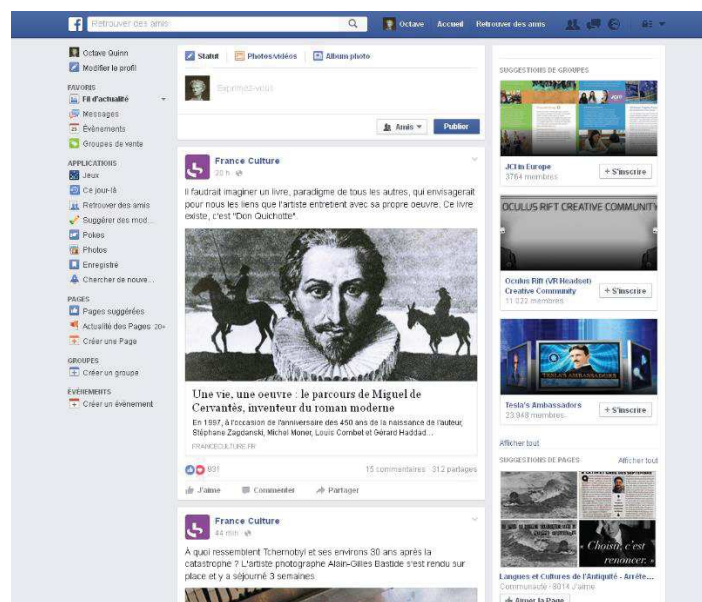 Retrouver des amis
Octave Accueil Retrouver des amis
Octave Quinn
Modifier le profil
FAVORIS
Fil d'actualité
Messages
Évènements
Groupes de vente
APPLICATIONS
Jeux
Ce jour-là
Retrouver des amis
Suggérer des mod...
Pokes
Photos
Enregistré
Chercher de nouve...
PAGES
Pages suggérées
Actualité des Pages 20+
Créer une Page
GROUPES
Créer un groupe
ÉVÉNEMENTS
Créer un évènement
Statut Photos/vidéos Album photo
Exprimez-vous
Amis Publier
France Culture
20 h
Il faudrait imaginer un livre, paradigme de tous les autres, qui envisagerait
pour nous les liens que l'artiste entretient avec sa propre oeuvre. Ce livre
existe, c'est "Don Quichotte".
Une vie, une oeuvre : le parcours de Miguel de
Cervantès, inventeur du roman moderne
En 1997, à l'occasion de l'anniversaire des 450 ans de la naissance de l'auteur,
Stéphane Zagdanski, Michel Moner, Louis Combet et Gérard Haddad...
FRANCECULTURE.FR
831 15 commentaires 312 partages
J'aime Commenter Partager
France Culture
44 min
À quoi ressemblent Tchernobyl et ses environs 30 ans après la
catastrophe ? L'artiste photographe Alain-Gilles Bastide s'est rendu sur
place et y a séjourné 3 semaines.
SUGGESTIONS DE GROUPES
JCI in Europe
3764 membres
+ S'inscrire
OCULUS RIFT CREATIVE COMMUNITY
Oculus Rift (VR Headset)
Creative Community
11 022 membres
+ S'inscrire
TESLA'S AMBASSADORS
Tesla's Ambassadors
23 948 membres
+ S'inscrire
Afficher tout
SUGGESTIONS DE PAGES Afficher tout
« Choisir, c'est
renoncer. »
Langues et Cultures de l'Antiquité - Arrête...
Communauté · 8014 J'aime
Aimer la Page